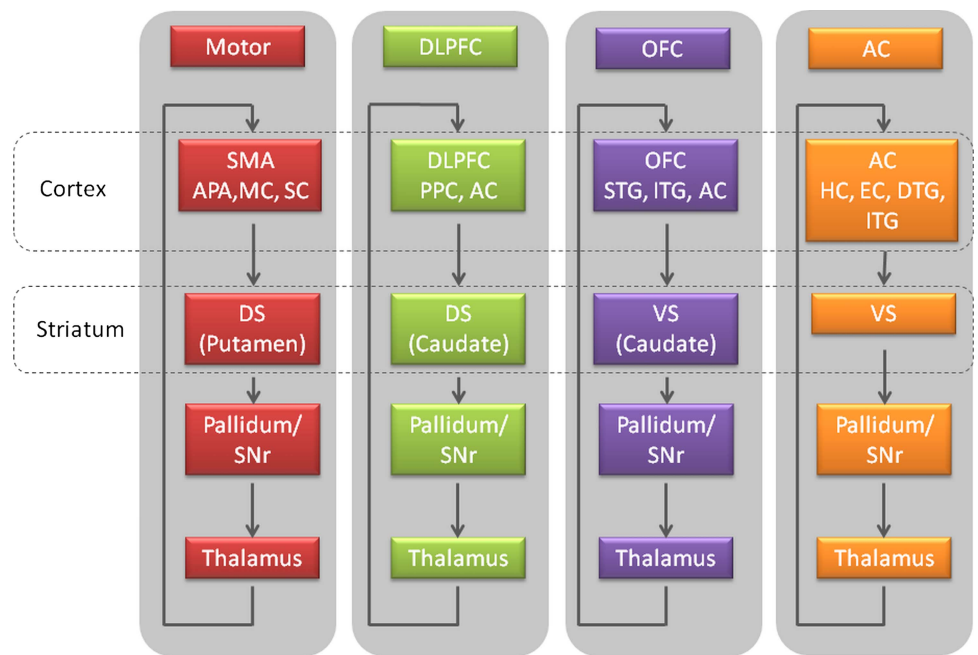 Motor
DLPFC
OFC
AC
Cortex
SMA
APA,MC, SC
DLPFC
PPC, AC
OFC
STG, ITG, AC
AC
HC, EC, DTG,
ITG
Striatum
DS
(Putamen)
DS
(Caudate)
VS
(Caudate)
VS
Pallidum/
SNr
Pallidum/
SNr
Pallidum/
SNr
Pallidum/
SNr
Thalamus
Thalamus
Thalamus
Thalamus